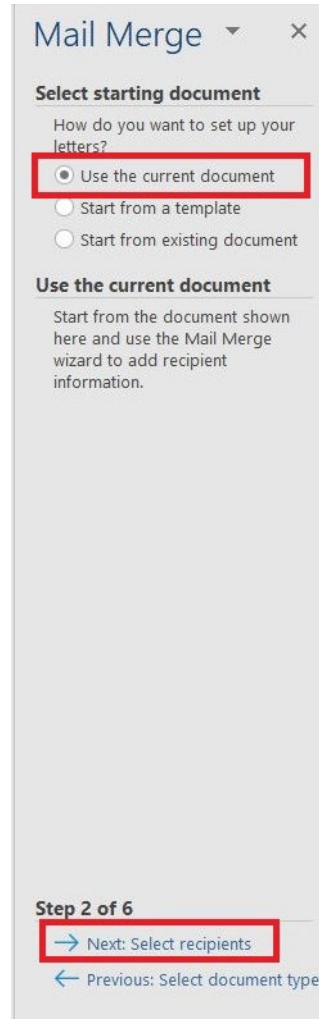 Mail Merge
Select starting document
How do you want to set up your
letters?
Use the current document
Start from a template
Start from existing document
Use the current document
Start from the document shown
here and use the Mail Merge
wizard to add recipient
information.
Step 2 of 6
Next: Select recipients
Previous: Select document type